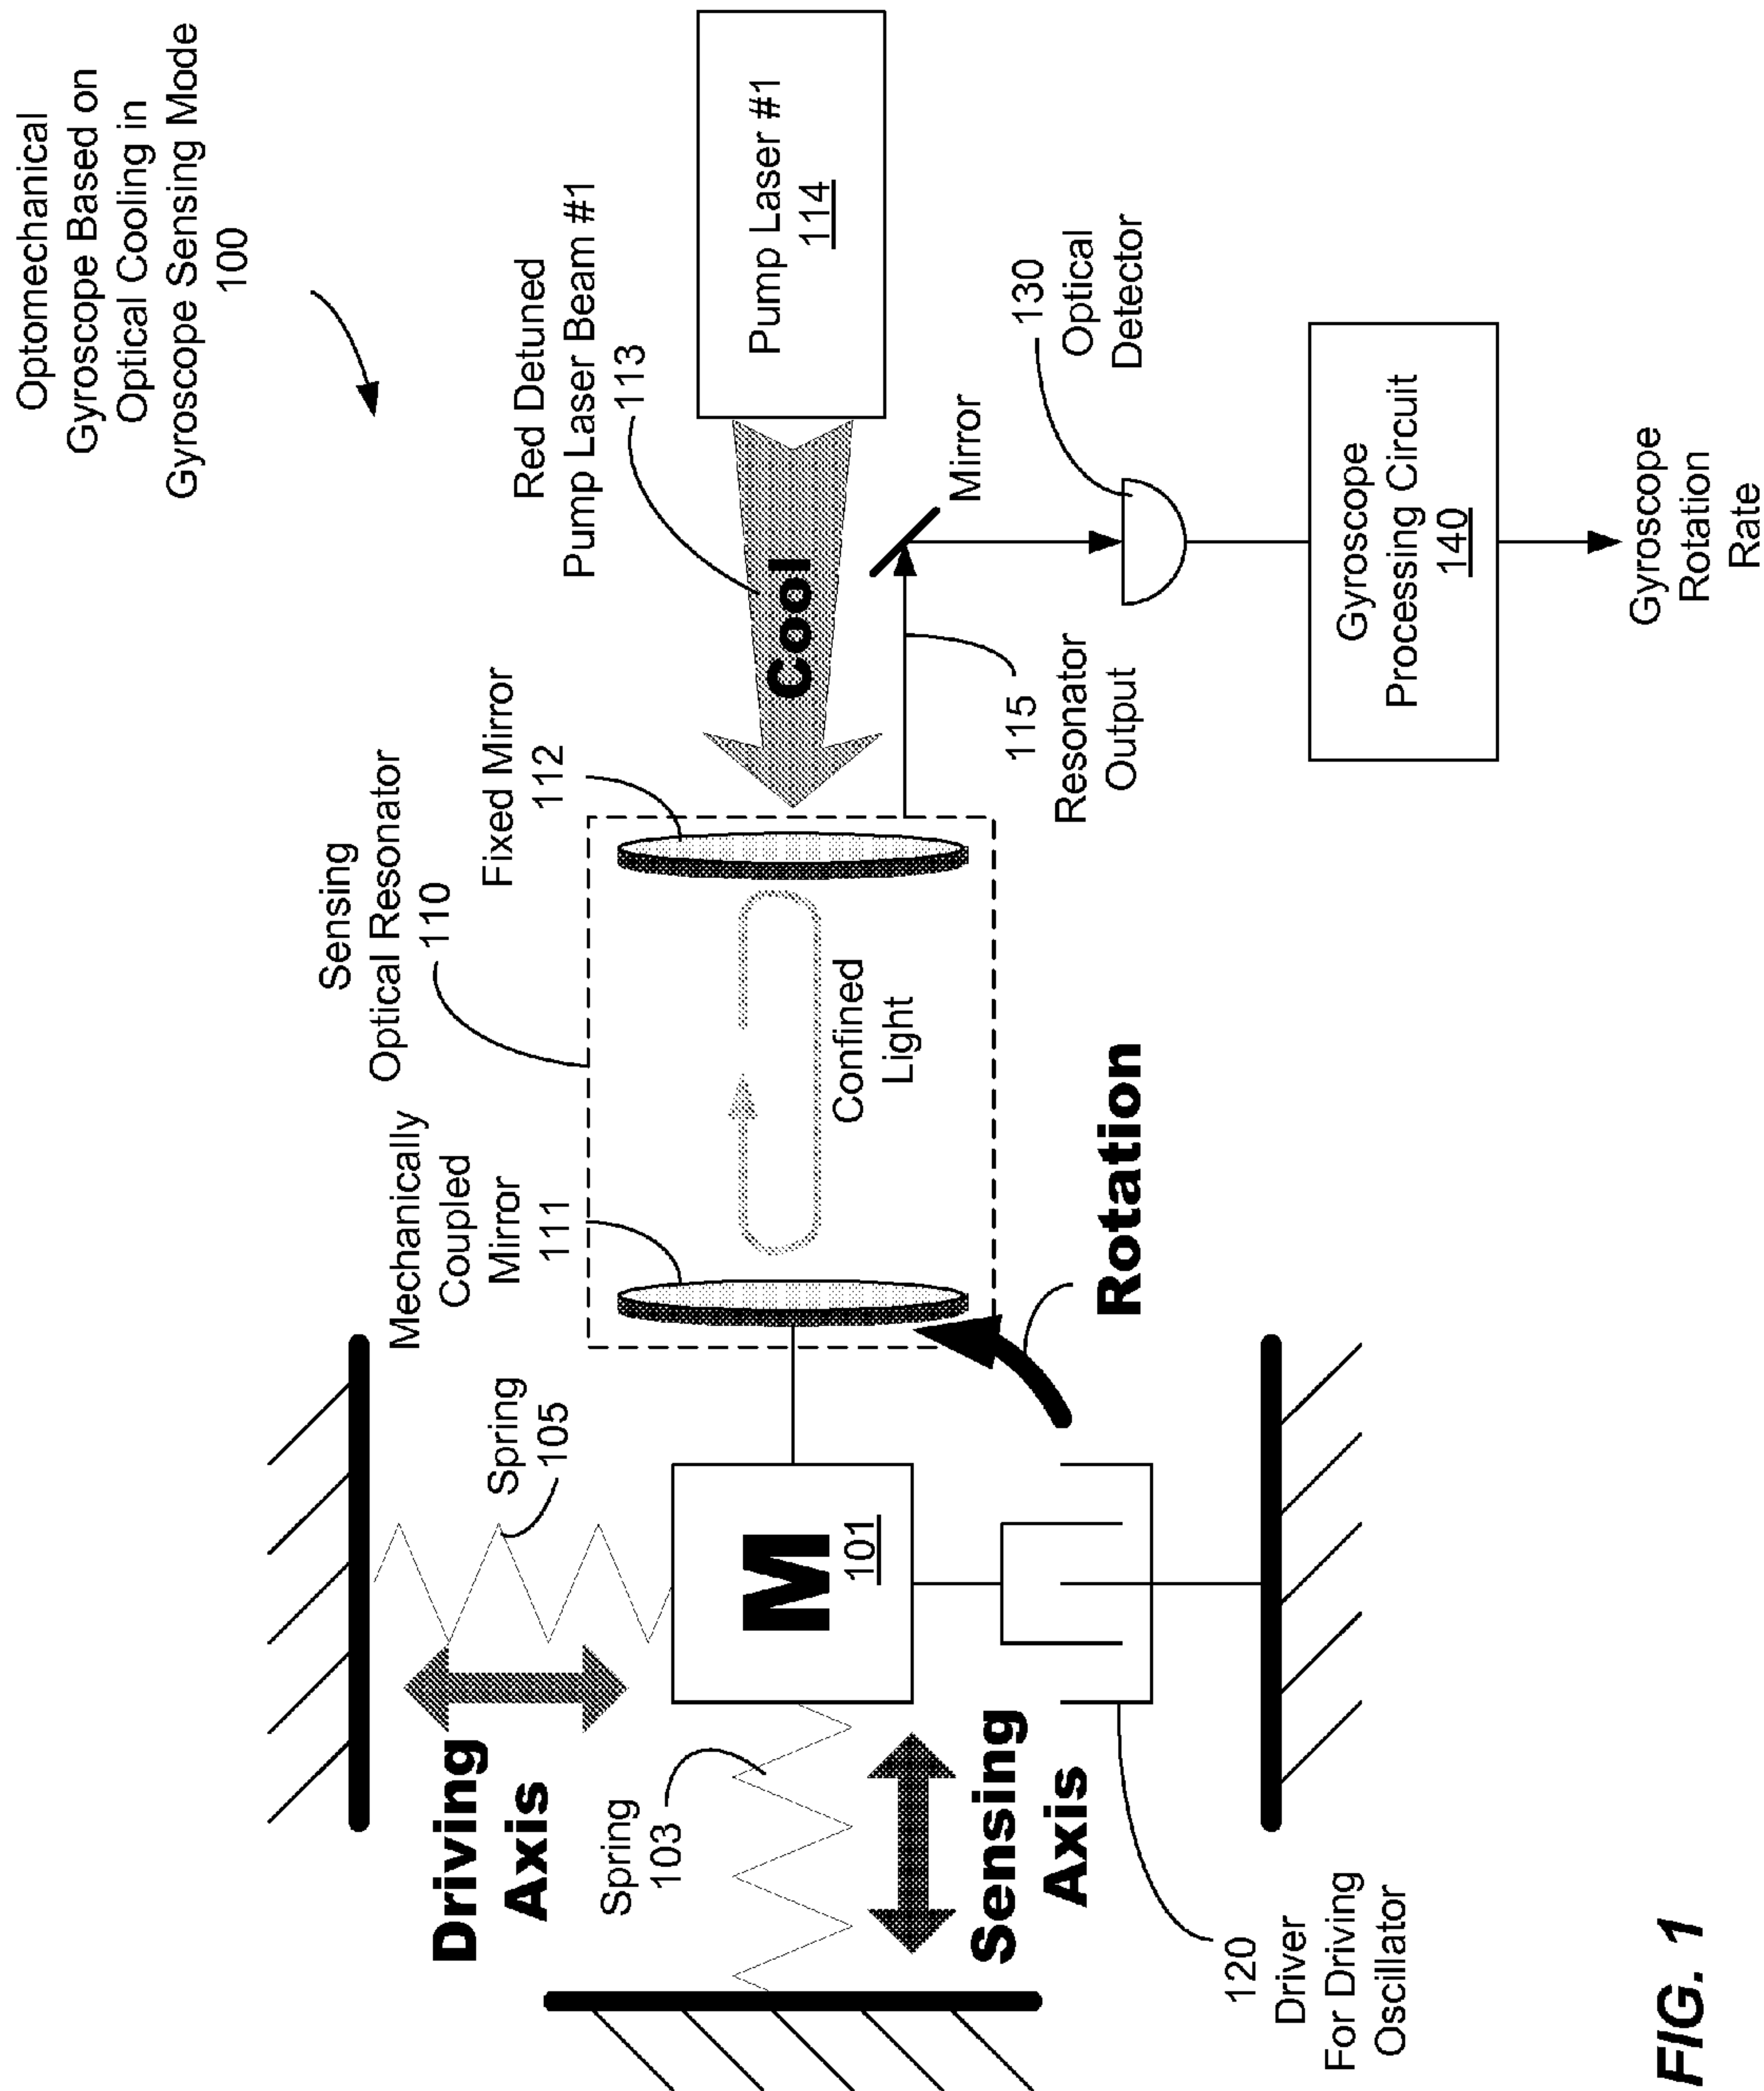 Optomechanical
Gyroscope Based on
Optical Cooling in
Gyroscope Sensing Mode
100
Driving
Axis
Spring
105
Mechanically
Coupled
Mirror
111
Sensing
Optical Resonator
110
Fixed Mirror
112
Red Detuned
Pump Laser Beam #1
113
Pump Laser #1
114
Spring
103
M
101
Confined
Light
Cool
Mirror
130
Optical
Detector
Sensing
Axis
Rotation
115
Resonator
Output
120
Driver
For Driving
Oscillator
Gyroscope
Processing Circuit
140
Gyroscope
Rotation
Rate
FIG. 1